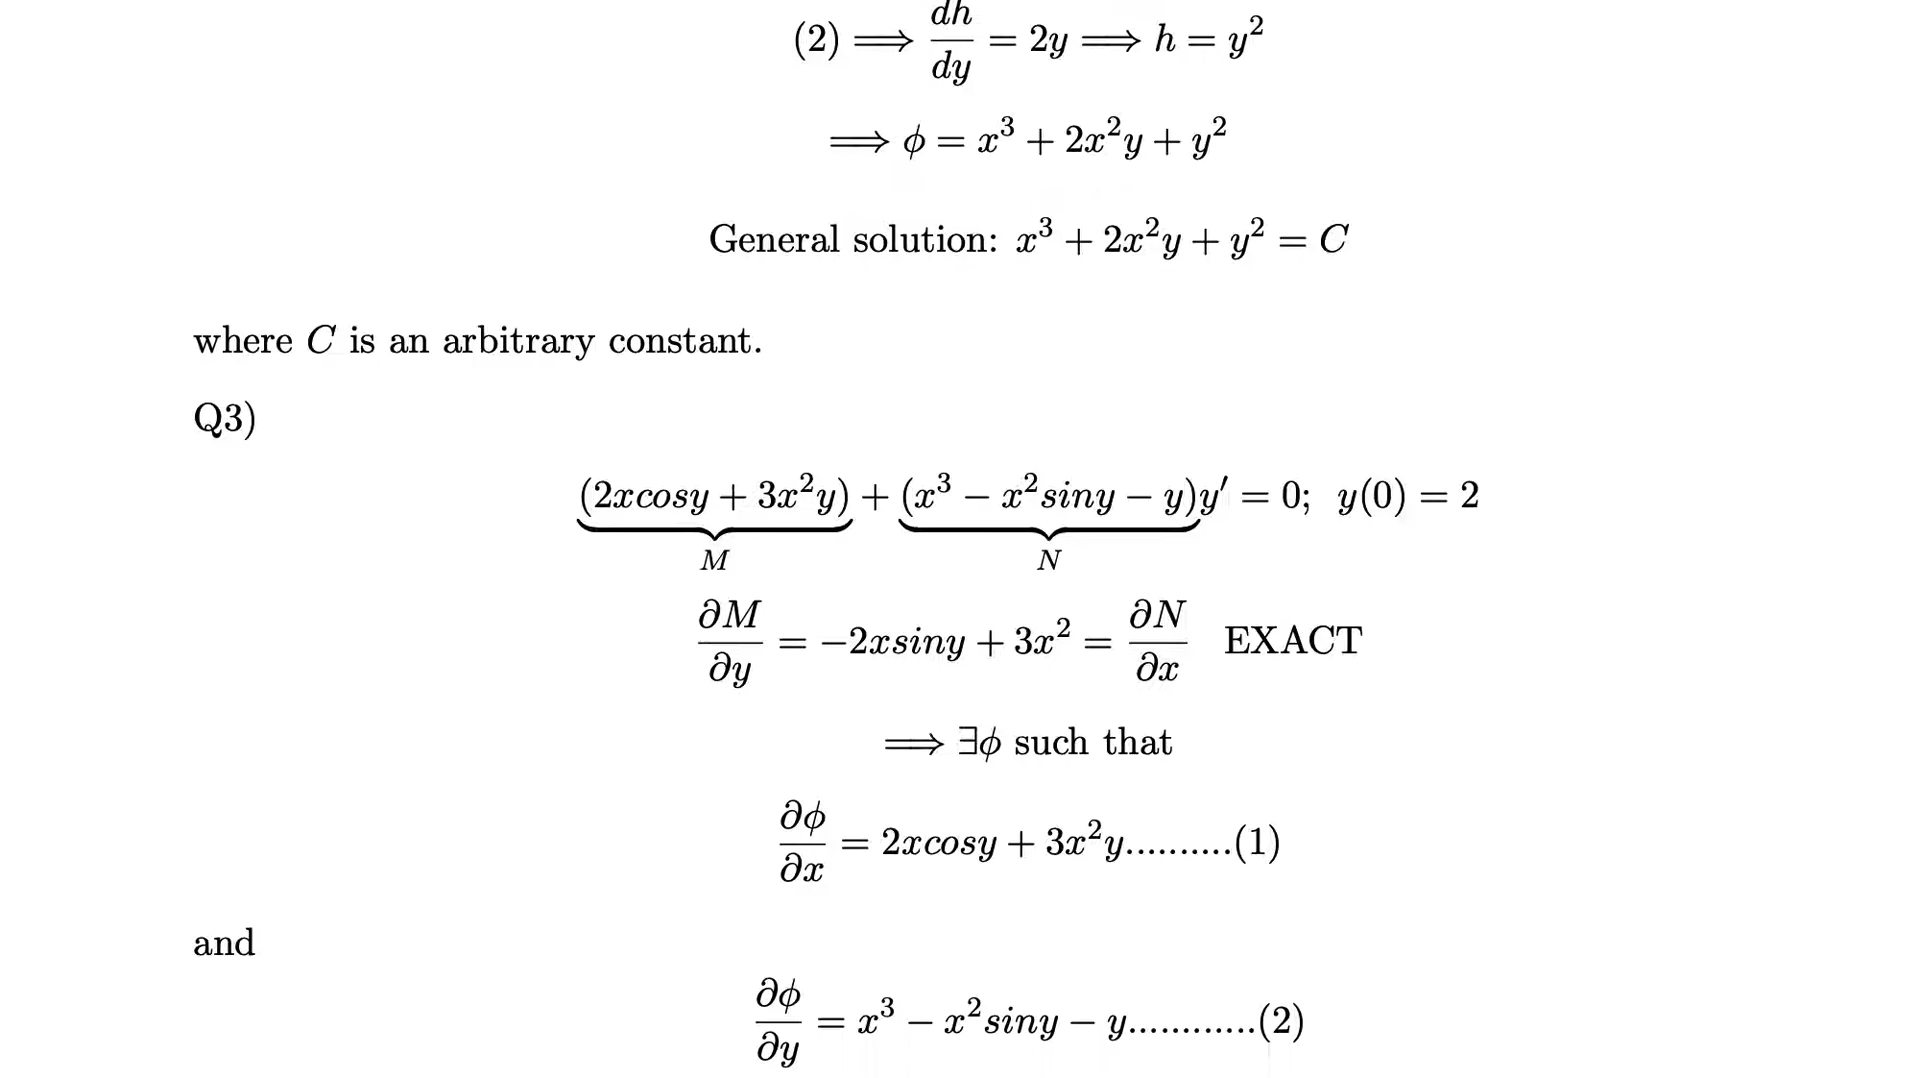 (2) ⟹ dh/dy = 2y ⟹ h = y²
⟹ ϕ = x³ + 2x²y + y²
General solution: x³ + 2x²y + y² = C
where C is an arbitrary constant.
Q3)
(2xcosy + 3x²y) + (x³ − x²siny − y)y′ = 0; y(0) = 2
M N
∂M/∂y = −2xsiny + 3x² = ∂N/∂x EXACT
⟹ ∃ϕ such that
∂ϕ/∂x = 2xcosy + 3x²y..........(1)
and
∂ϕ/∂y = x³ − x²siny − y............(2)